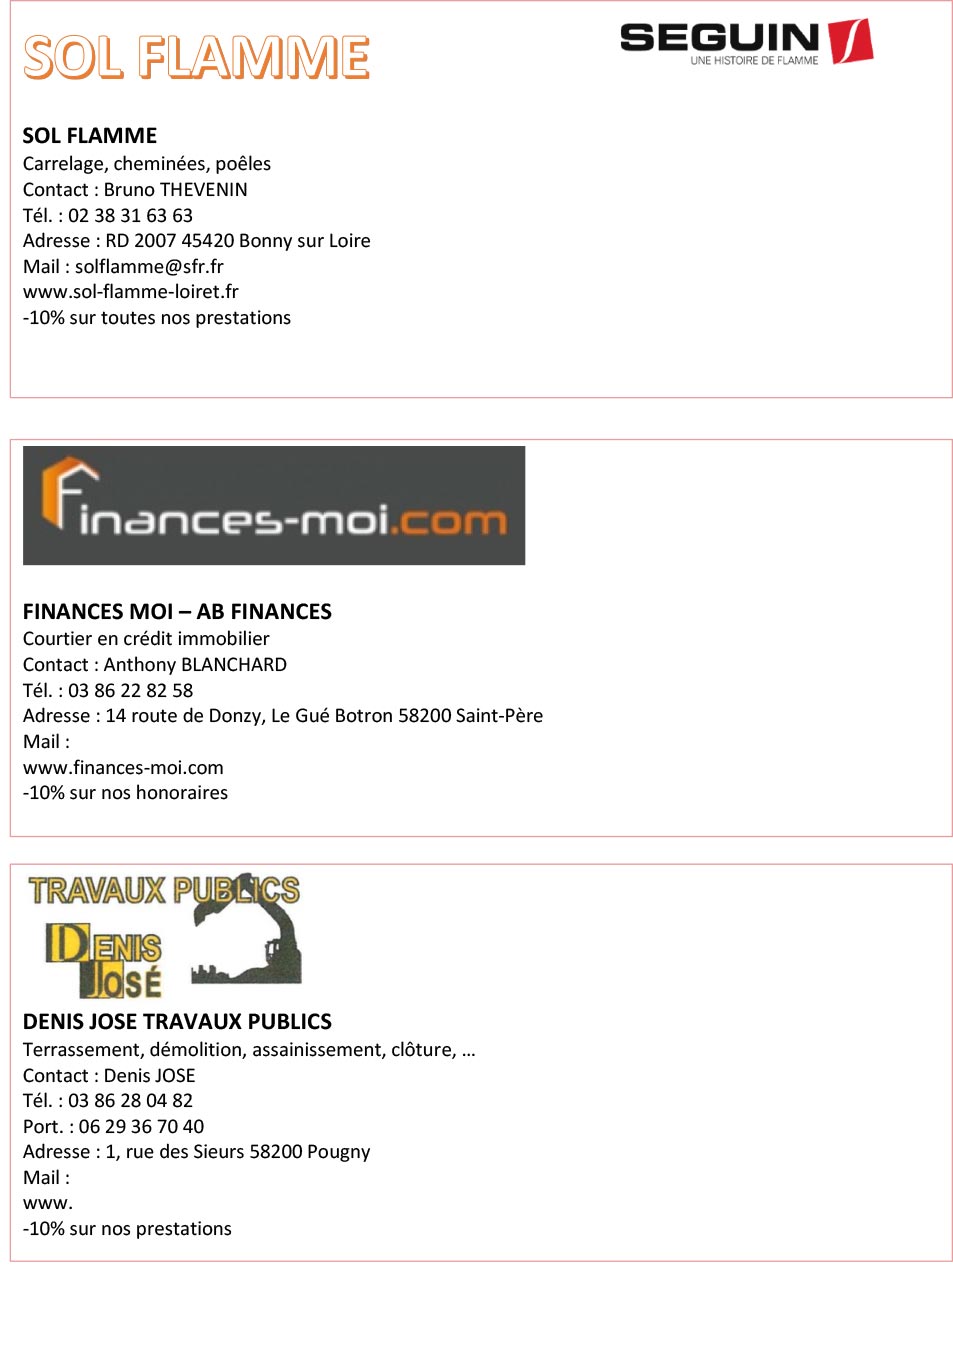 SOL FLAMME
SEGUIN
UNE HISTOIRE DE FLAMME
SOL FLAMME
Carrelage, cheminées, poêles
Contact : Bruno THEVENIN
Tél. : 02 38 31 63 63
Adresse : RD 2007 45420 Bonny sur Loire
Mail : solflamme@sfr.fr
www.sol-flamme-loiret.fr
-10% sur toutes nos prestations
Finances-moi.com
FINANCES MOI – AB FINANCES
Courtier en crédit immobilier
Contact : Anthony BLANCHARD
Tél. : 03 86 22 82 58
Adresse : 14 route de Donzy, Le Gué Botron 58200 Saint-Père
Mail :
www.finances-moi.com
-10% sur nos honoraires
TRAVAUX PUBLICS
DENIS
JOSÉ
DENIS JOSE TRAVAUX PUBLICS
Terrassement, démolition, assainissement, clôture, ...
Contact : Denis JOSE
Tél. : 03 86 28 04 82
Port. : 06 29 36 70 40
Adresse : 1, rue des Sieurs 58200 Pougny
Mail :
www.
-10% sur nos prestations